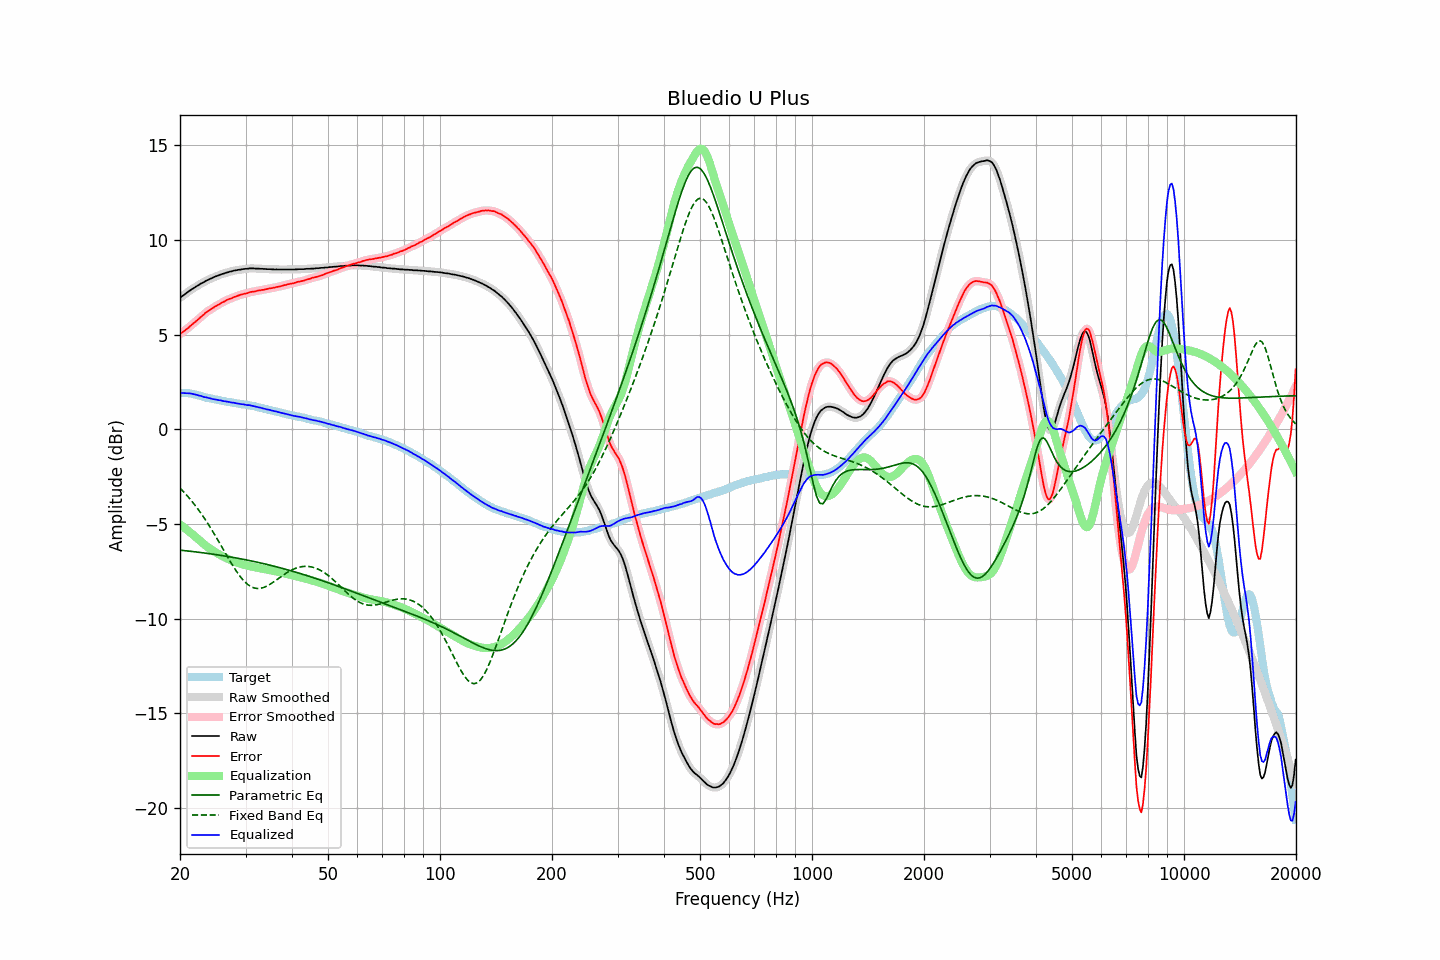 Bluedio U Plus
15
10
5
0
−5
−10
−15
−20
Amplitude (dBr)
Target
Raw Smoothed
Error Smoothed
Raw
Error
Equalization
Parametric Eq
Fixed Band Eq
Equalized
20 50 100 200 500 1000 2000 5000 10000 20000
Frequency (Hz)